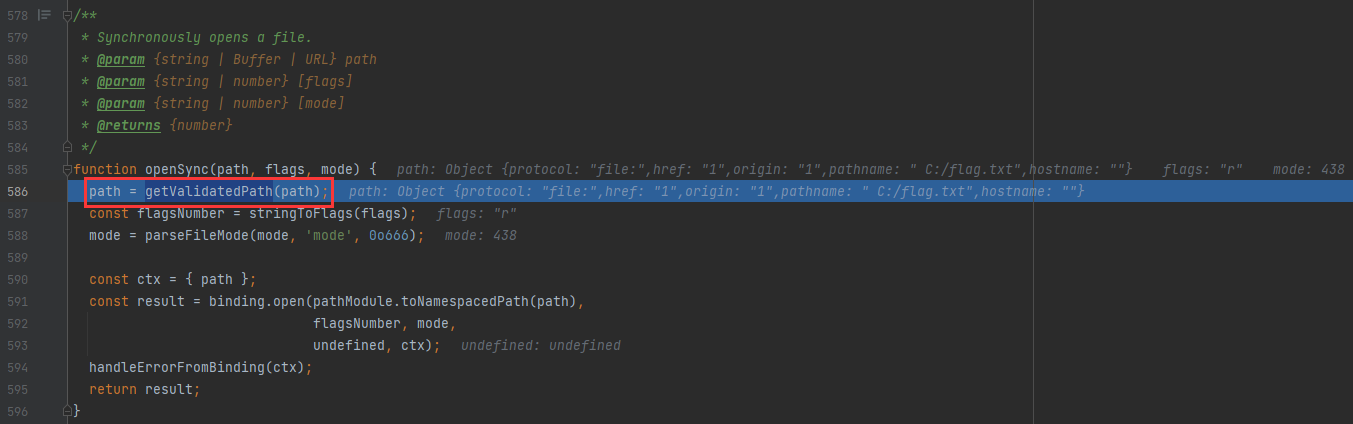 578 /**
579 * Synchronously opens a file.
580 * @param {string | Buffer | URL} path
581 * @param {string | number} [flags]
582 * @param {string | number} [mode]
583 * @returns {number}
584 */
585 function openSync(path, flags, mode) { path: Object {protocol: "file:",href: "1",origin: "1",pathname: " C:/flag.txt",hostname: ""} flags: "r" mode: 438
586 path = getValidatedPath(path); path: Object {protocol: "file:",href: "1",origin: "1",pathname: " C:/flag.txt",hostname: ""}
587 const flagsNumber = stringToFlags(flags); flags: "r"
588 mode = parseFileMode(mode, 'mode', 0o666); mode: 438
589
590 const ctx = { path };
591 const result = binding.open(pathModule.toNamespacedPath(path),
592 flagsNumber, mode,
593 undefined, ctx); undefined: undefined
594 handleErrorFromBinding(ctx);
595 return result;
596 }